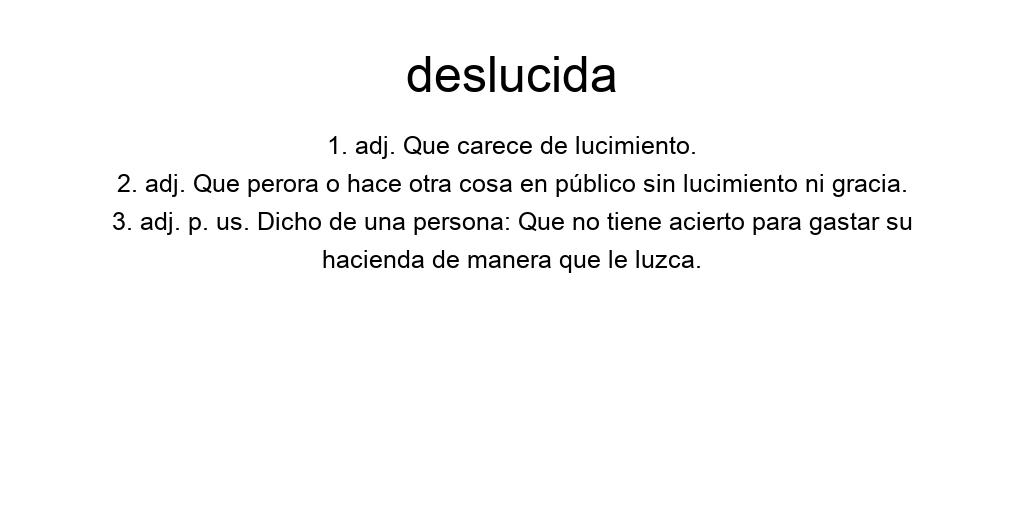 deslucida
1. adj. Que carece de lucimiento.
2. adj. Que perora o hace otra cosa en público sin lucimiento ni gracia.
3. adj. p. us. Dicho de una persona: Que no tiene acierto para gastar su
hacienda de manera que le luzca.